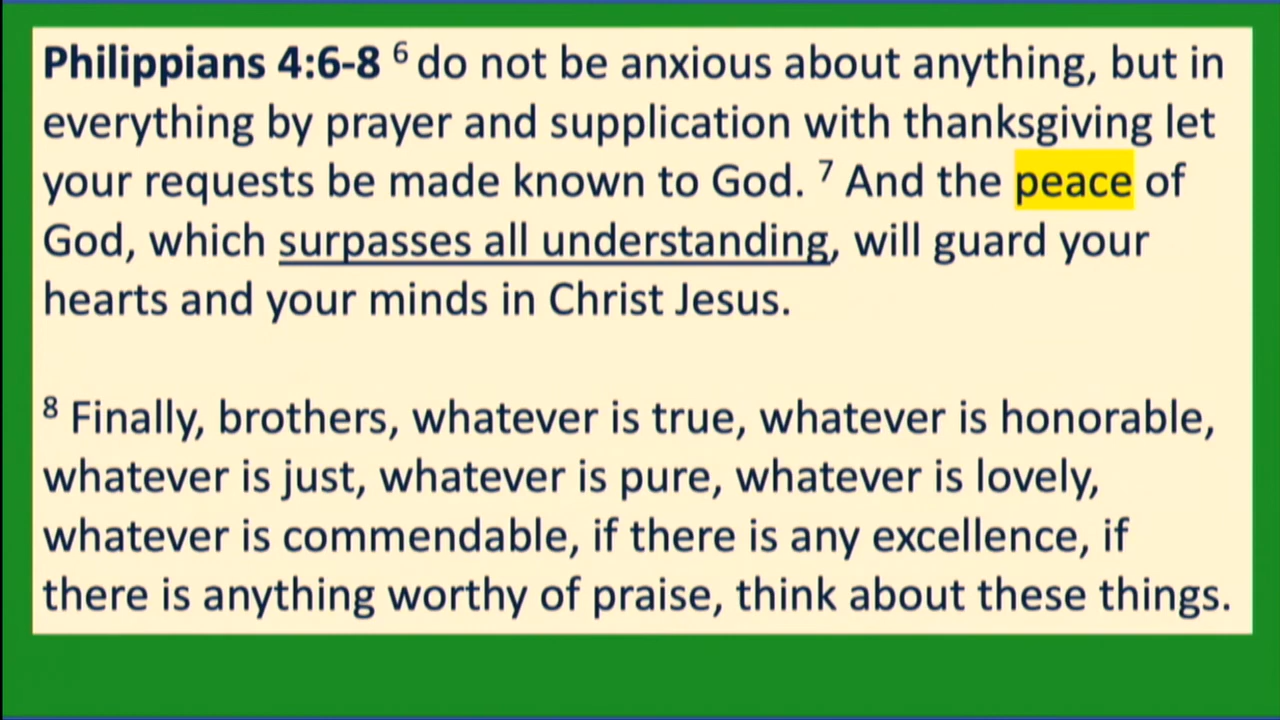 Philippians 4:6-8 ⁶ do not be anxious about anything, but in
everything by prayer and supplication with thanksgiving let
your requests be made known to God. ⁷ And the peace of
God, which surpasses all understanding, will guard your
hearts and your minds in Christ Jesus.
⁸ Finally, brothers, whatever is true, whatever is honorable,
whatever is just, whatever is pure, whatever is lovely,
whatever is commendable, if there is any excellence, if
there is anything worthy of praise, think about these things.